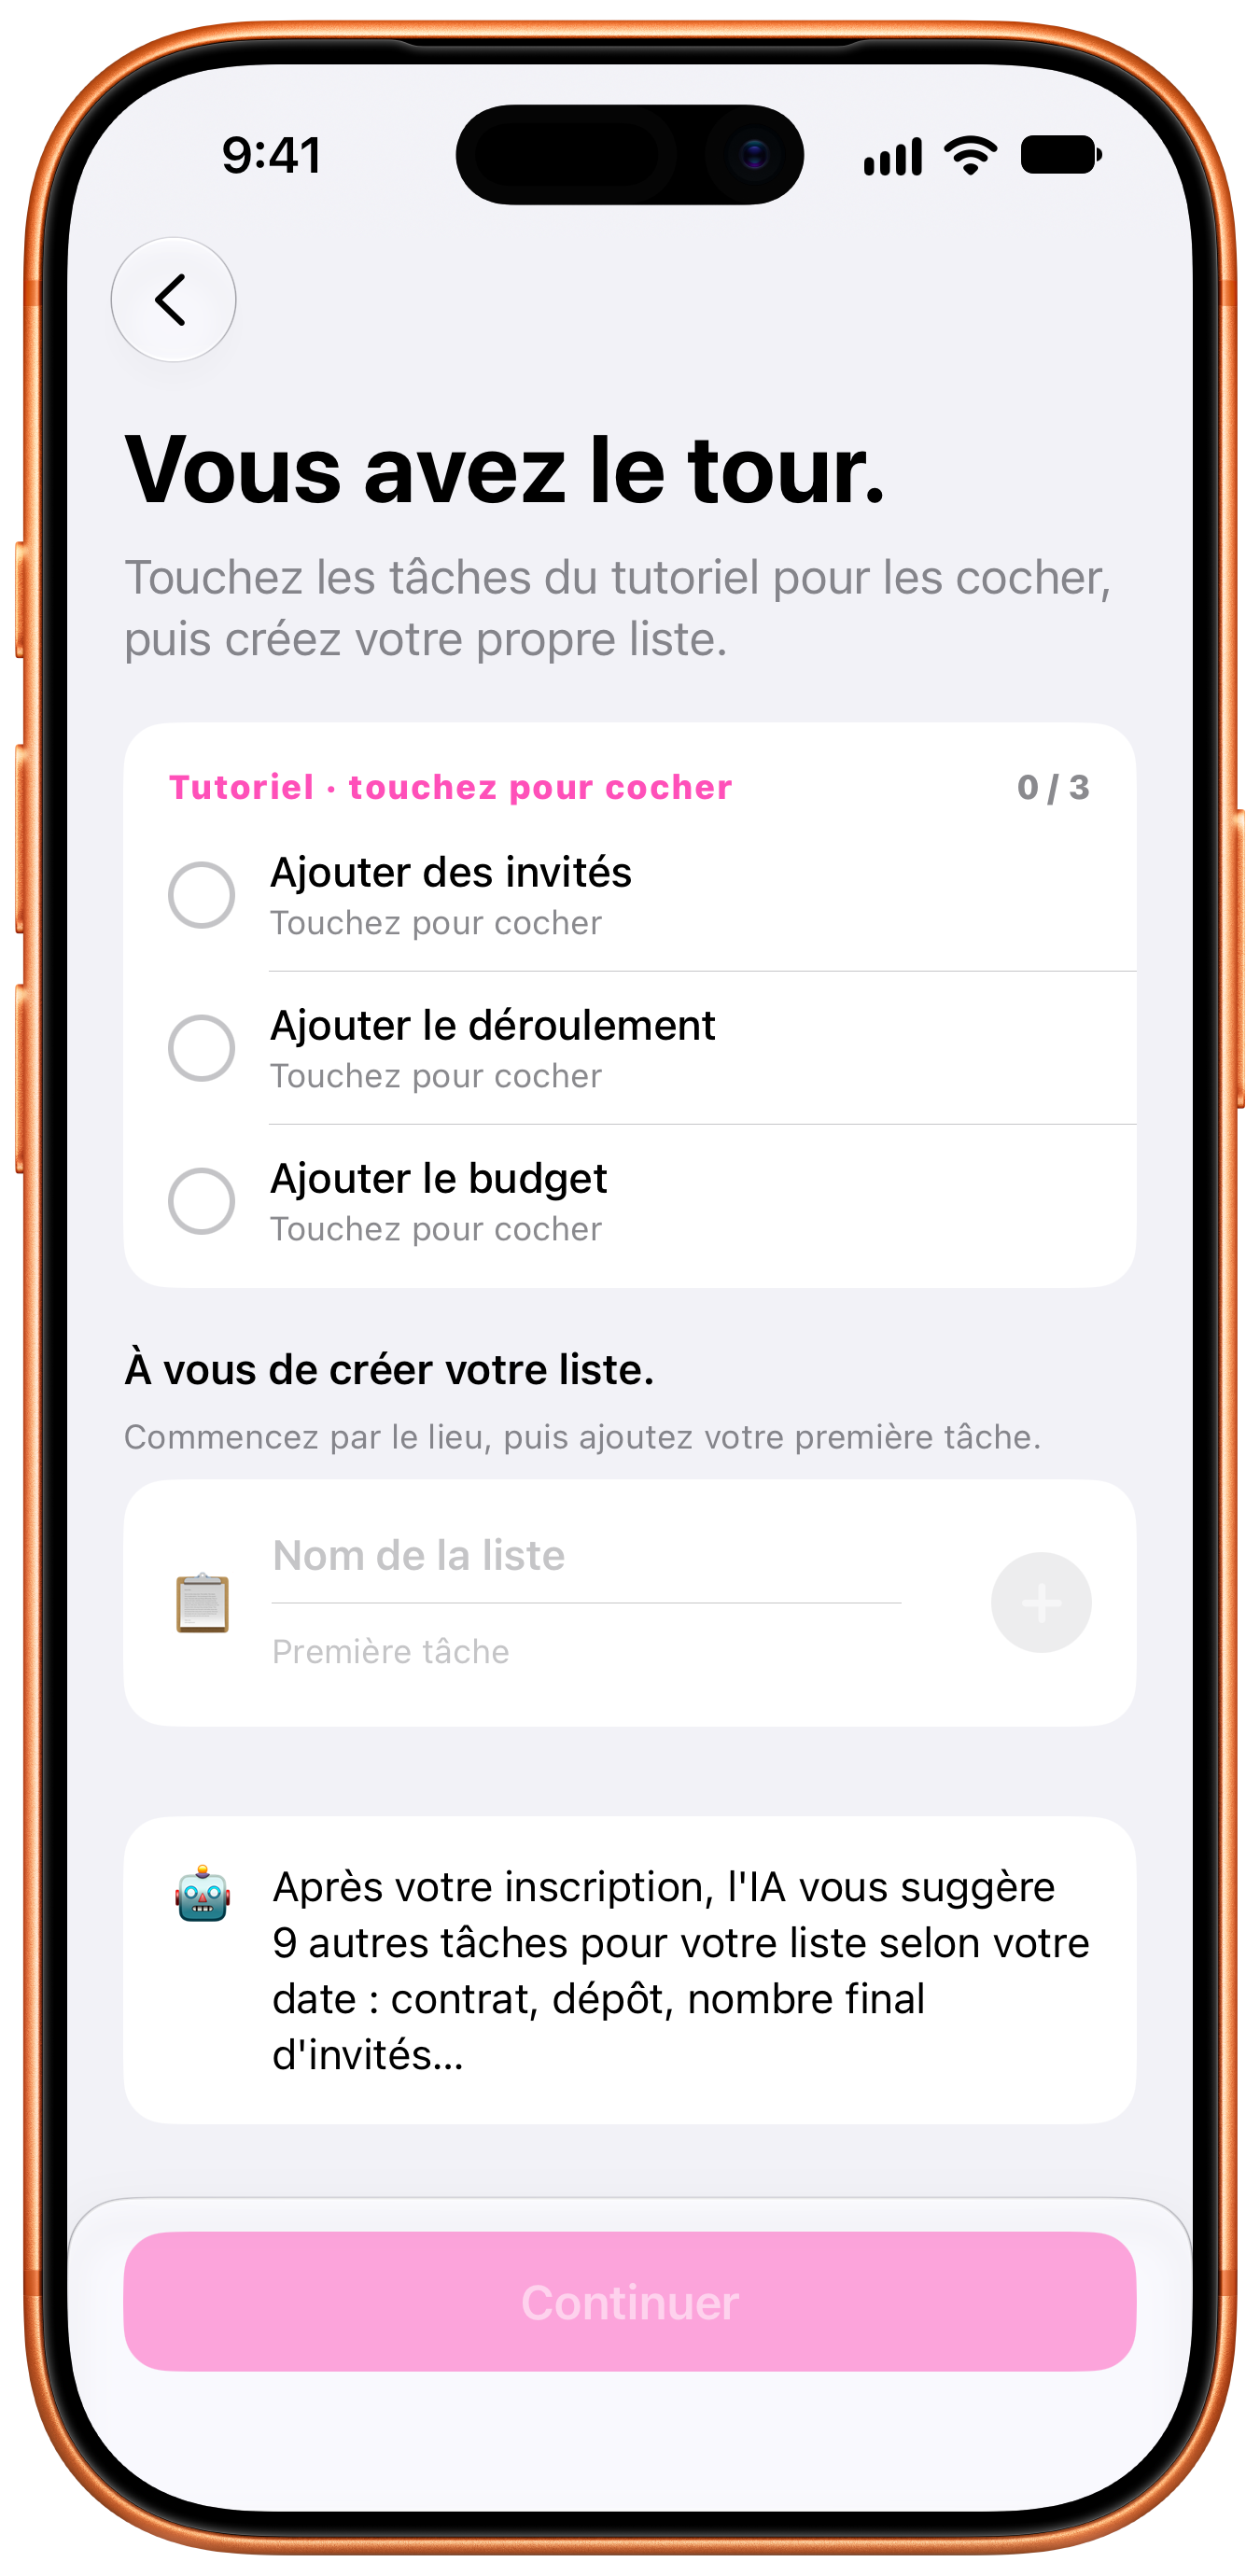 9:41
Vous avez le tour.
Touchez les tâches du tutoriel pour les cocher,
puis créez votre propre liste.
Tutoriel · touchez pour cocher
0 / 3
Ajouter des invités
Touchez pour cocher
Ajouter le déroulement
Touchez pour cocher
Ajouter le budget
Touchez pour cocher
À vous de créer votre liste.
Commencez par le lieu, puis ajoutez votre première tâche.
Nom de la liste
Première tâche
Après votre inscription, l'IA vous suggère
9 autres tâches pour votre liste selon votre
date : contrat, dépôt, nombre final
d'invités...
Continuer